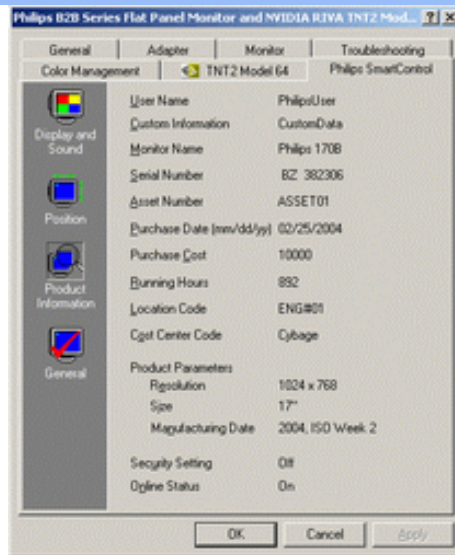 Philips B2B Series Flat Panel Monitor and NVIDIA RIVA TNT2 Mod... ? X
General Adapter Monitor Troubleshooting
Color Management TNT2 Model 64 Philips SmartControl
Display and
Sound
Position
Product
Information
General
User Name PhilipsUser
Custom Information CustomData
Monitor Name Philips 170B
Serial Number BZ 382306
Asset Number ASSET01
Purchase Date (mm/dd/yy) 02/25/2004
Purchase Cost 10000
Running Hours 892
Location Code ENG#01
Cost Center Code Cybage
Product Parameters
Resolution 1024 x 768
Size 17"
Manufacturing Date 2004, ISO Week 2
Security Setting Off
Online Status On
OK Cancel Apply